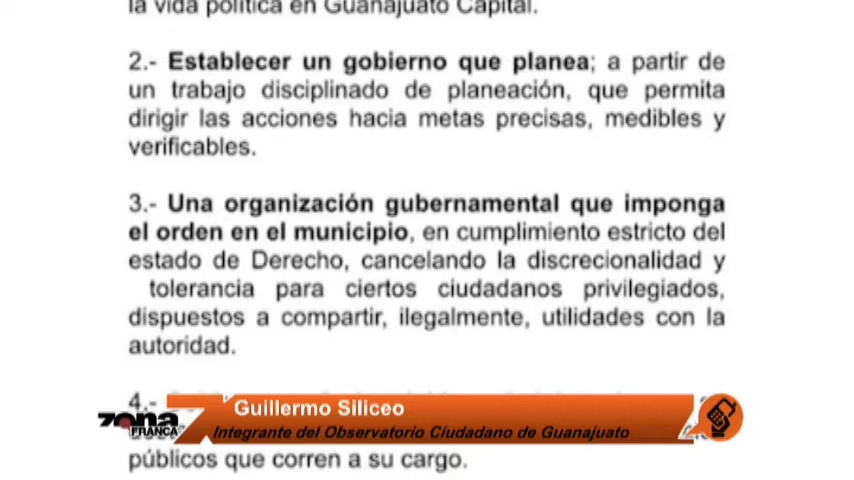 la vida política en Guanajuato Capital.
2.- Establecer un gobierno que planea; a partir de
un trabajo disciplinado de planeación, que permita
dirigir las acciones hacia metas precisas, medibles y
verificables.
3.- Una organización gubernamental que imponga
el orden en el municipio, en cumplimiento estricto del
estado de Derecho, cancelando la discrecionalidad y
tolerancia para ciertos ciudadanos privilegiados,
dispuestos a compartir, ilegalmente, utilidades con la
autoridad.
4.-
Guillermo Siliceo
zona
FRANCA
Integrante del Observatorio Ciudadano de Guanajuato
públicos que corren a su cargo.